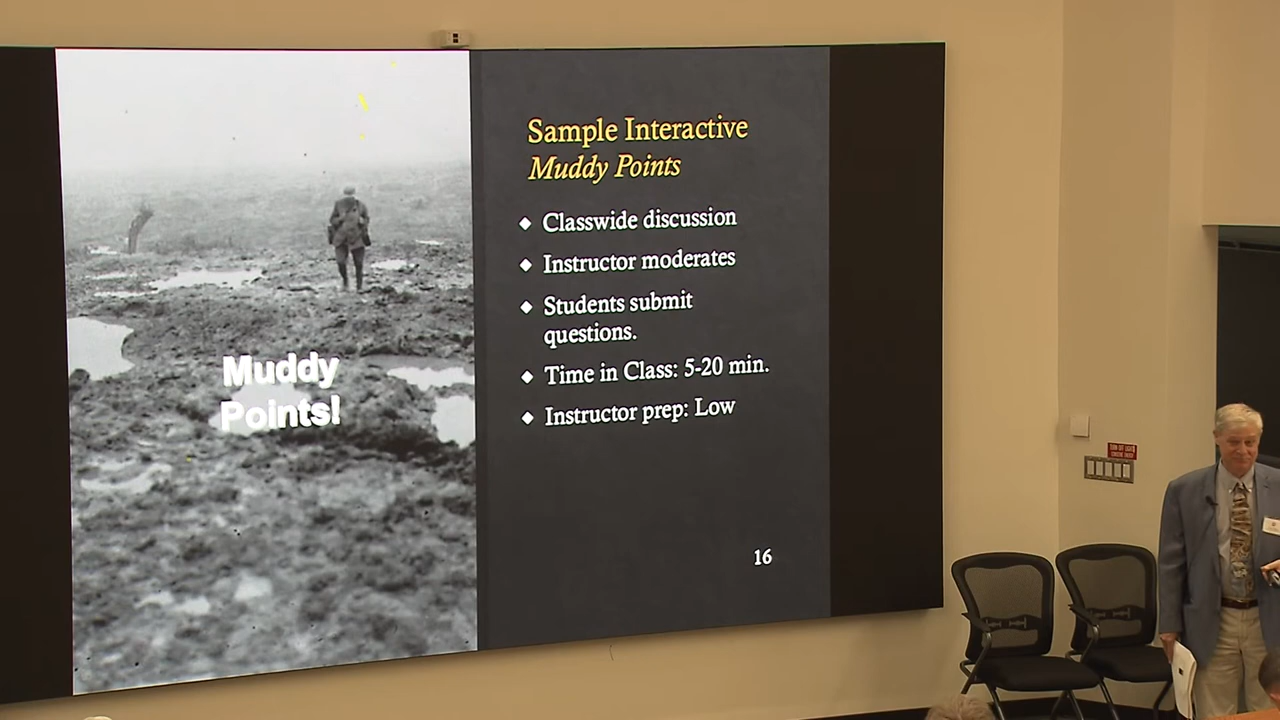 Muddy
Points!
Sample Interactive
Muddy Points
◆ Classwide discussion
◆ Instructor moderates
◆ Students submit
questions.
◆ Time in Class: 5-20 min.
◆ Instructor prep: Low
16